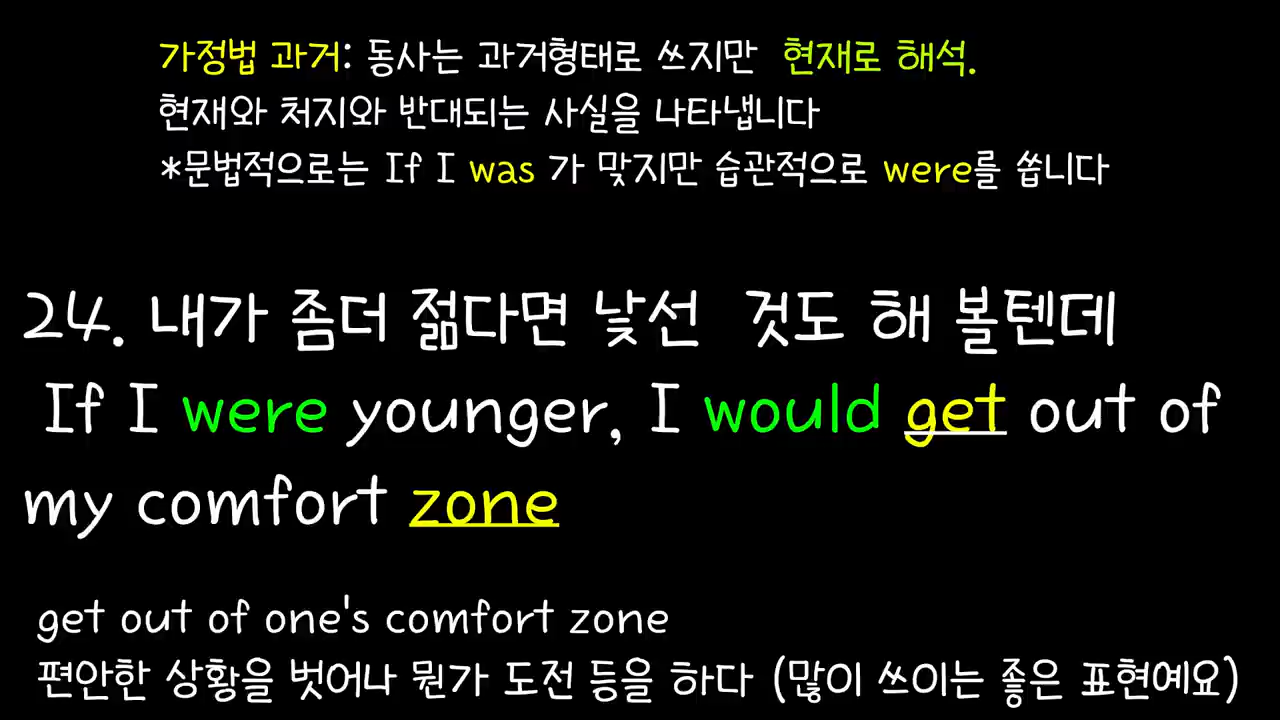 가정법 과거: 동사는 과거형태로 쓰지만 현재로 해석.
현재와 처지와 반대되는 사실을 나타냅니다
*문법적으로는 If I was 가 맞지만 습관적으로 were를 씁니다
24. 내가 좀더 젊다면 낯선 것도 해 볼텐데
If I were younger, I would get out of
my comfort zone
get out of one's comfort zone
편안한 상황을 벗어나 뭔가 도전 등을 하다 (많이 쓰이는 좋은 표현예요)